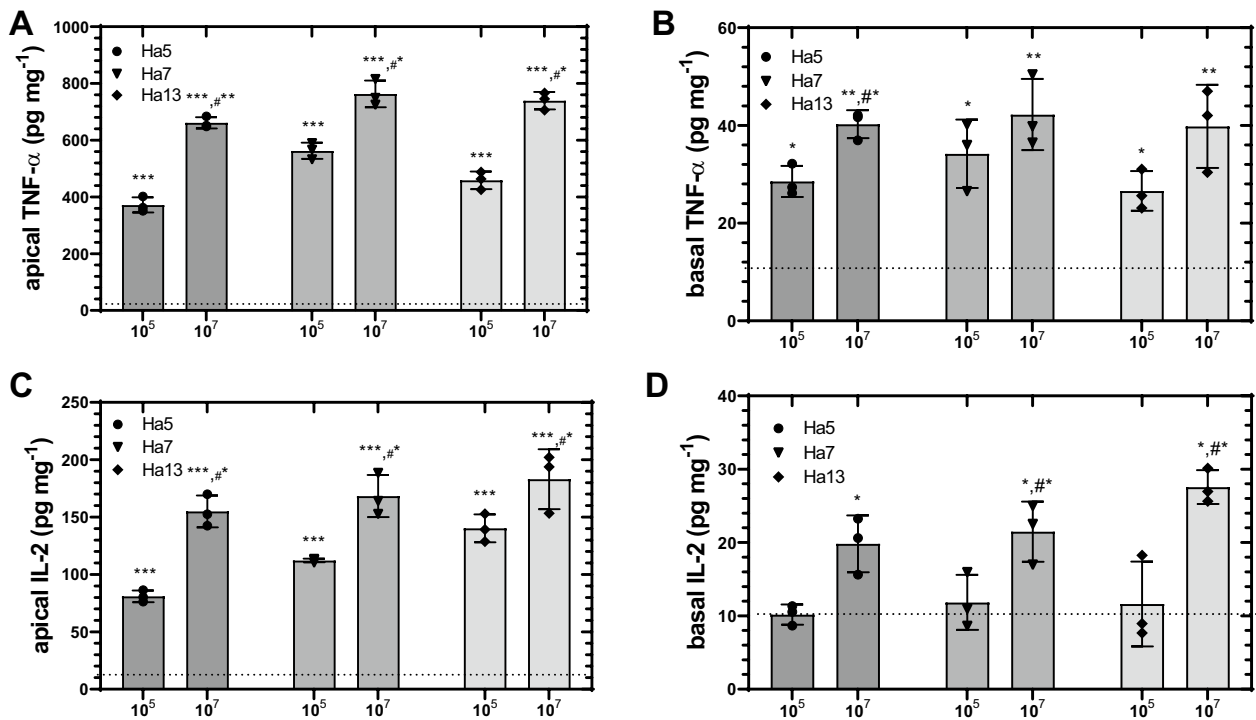 A
apical TNF-α (pg mg⁻¹)
1000
800
600
400
200
0
Ha5
Ha7
Ha13
***
***,#**
***
***,#*
***
***,#*
10⁵ 10⁷ 10⁵ 10⁷ 10⁵ 10⁷
B
basal TNF-α (pg mg⁻¹)
60
40
20
0
Ha5
Ha7
Ha13
*
**,#*
*
**
*
**
10⁵ 10⁷ 10⁵ 10⁷ 10⁵ 10⁷
C
apical IL-2 (pg mg⁻¹)
250
200
150
100
50
0
Ha5
Ha7
Ha13
***
***,#*
***
***,#*
***
***,#*
10⁵ 10⁷ 10⁵ 10⁷ 10⁵ 10⁷
D
basal IL-2 (pg mg⁻¹)
40
30
20
10
0
Ha5
Ha7
Ha13
*
*,#*
*,#*
10⁵ 10⁷ 10⁵ 10⁷ 10⁵ 10⁷